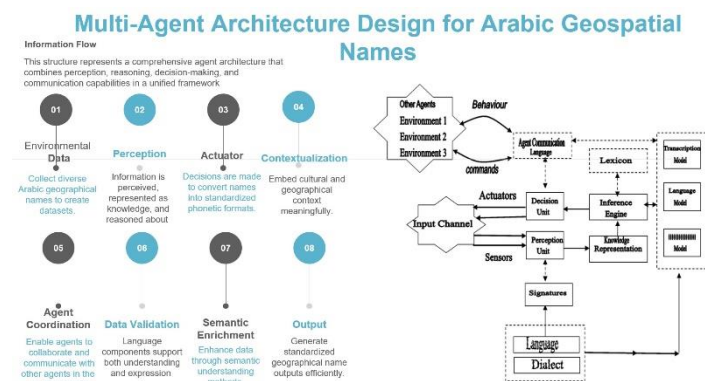 Multi-Agent Architecture Design for Arabic Geospatial
Names
Information Flow
This structure represents a comprehensive agent architecture that
combines perception, reasoning, decision-making, and
communication capabilities in a unified framework
01
Environmental
Data
Collect diverse
Arabic geographical
names to create
datasets.
02
Perception
Information is
perceived,
represented as
knowledge, and
reasoned about
03
Actuator
Decisions are made
to convert names
into standardized
phonetic formats.
04
Contextualization
Embed cultural and
geographical
context
meaningfully.
05
Agent
Coordination
Enable agents to
collaborate and
communicate with
other agents in the
06
Data Validation
Language
components support
both understanding
and expression
07
Semantic
Enrichment
Enhance data
through semantic
understanding
methods
08
Output
Generate
standardized
geographical name
outputs efficiently.
Other Agents
Environment 1
Environment 2
Environment 3
Behaviour
commands
Agent Communication
Language
Lexicon
Transcription
Model
Language
Model
Model
Actuators
Decision
Unit
Inference
Engine
Input Channel
Sensors
Perception
Unit
Knowledge
Representation
Signatures
Language
Dialect